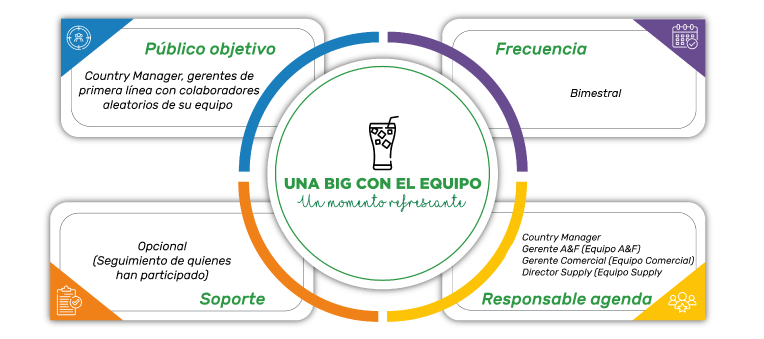 Público objetivo
Country Manager, gerentes de
primera línea con colaboradores
aleatorios de su equipo
Frecuencia
Bimestral
UNA BIG CON EL EQUIPO
Un momento refrescante
Opcional
(Seguimiento de quienes
han participado)
Soporte
Country Manager
Gerente A&F (Equipo A&F)
Gerente Comercial (Equipo Comercial)
Director Supply (Equipo Supply
Responsable agenda